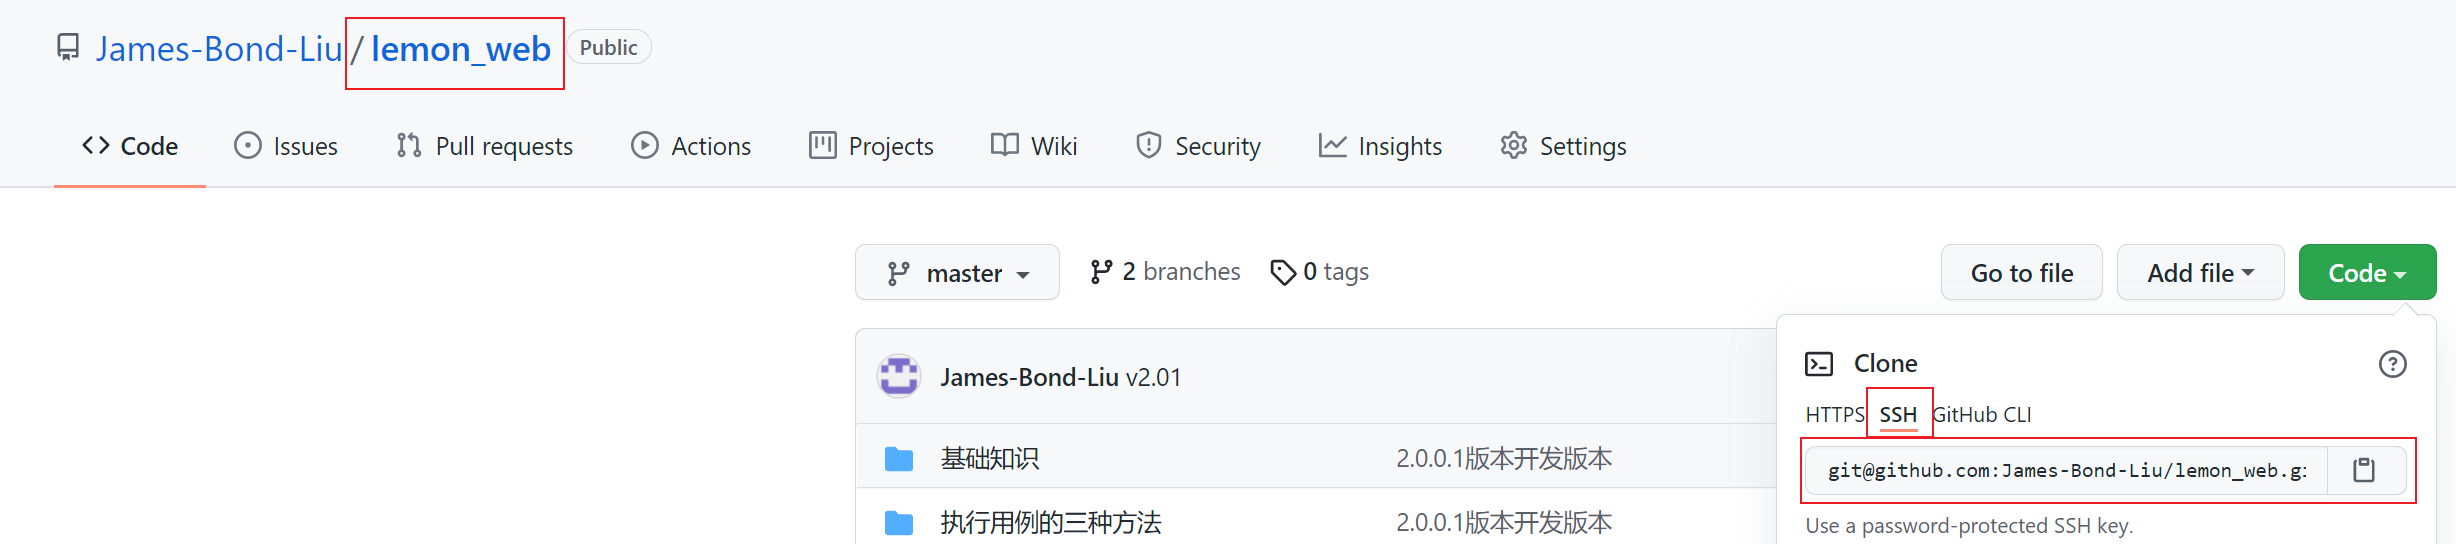 James-Bond-Liu / lemon_web Public
Code Issues Pull requests Actions Projects Wiki Security Insights Settings
master 2 branches 0 tags Go to file Add file Code
James-Bond-Liu v2.01
Clone
HTTPS SSH GitHub CLI
基础知识 2.0.0.1版本开发版本
git@github.com:James-Bond-Liu/lemon_web.g:
执行用例的三种方法 2.0.0.1版本开发版本
Use a password-protected SSH key.